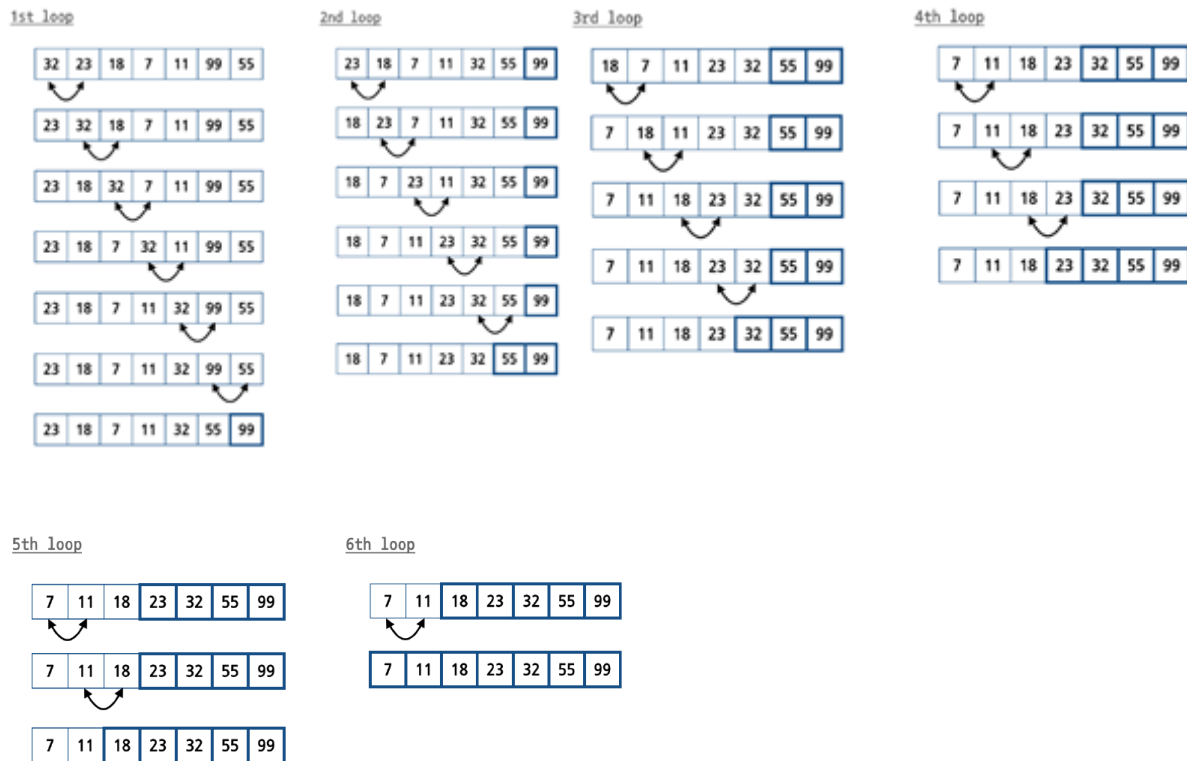 1st loop
32 23 18 7 11 99 55
23 32 18 7 11 99 55
23 18 32 7 11 99 55
23 18 7 32 11 99 55
23 18 7 11 32 99 55
23 18 7 11 32 99 55
23 18 7 11 32 55 99
2nd loop
23 18 7 11 32 55 99
18 23 7 11 32 55 99
18 7 23 11 32 55 99
18 7 11 23 32 55 99
18 7 11 23 32 55 99
18 7 11 23 32 55 99
3rd loop
18 7 11 23 32 55 99
7 18 11 23 32 55 99
7 11 18 23 32 55 99
7 11 18 23 32 55 99
7 11 18 23 32 55 99
4th loop
7 11 18 23 32 55 99
7 11 18 23 32 55 99
7 11 18 23 32 55 99
7 11 18 23 32 55 99
5th loop
7 11 18 23 32 55 99
7 11 18 23 32 55 99
7 11 18 23 32 55 99
6th loop
7 11 18 23 32 55 99
7 11 18 23 32 55 99